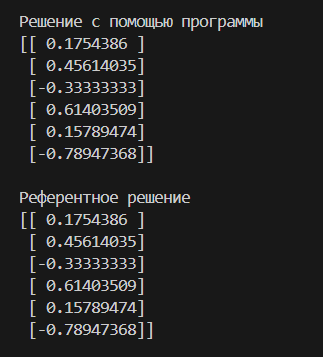 Решение с помощью программы
[[ 0.1754386 ]
[ 0.45614035]
[-0.33333333]
[ 0.61403509]
[ 0.15789474]
[-0.78947368]]
Референтное решение
[[ 0.1754386 ]
[ 0.45614035]
[-0.33333333]
[ 0.61403509]
[ 0.15789474]
[-0.78947368]]